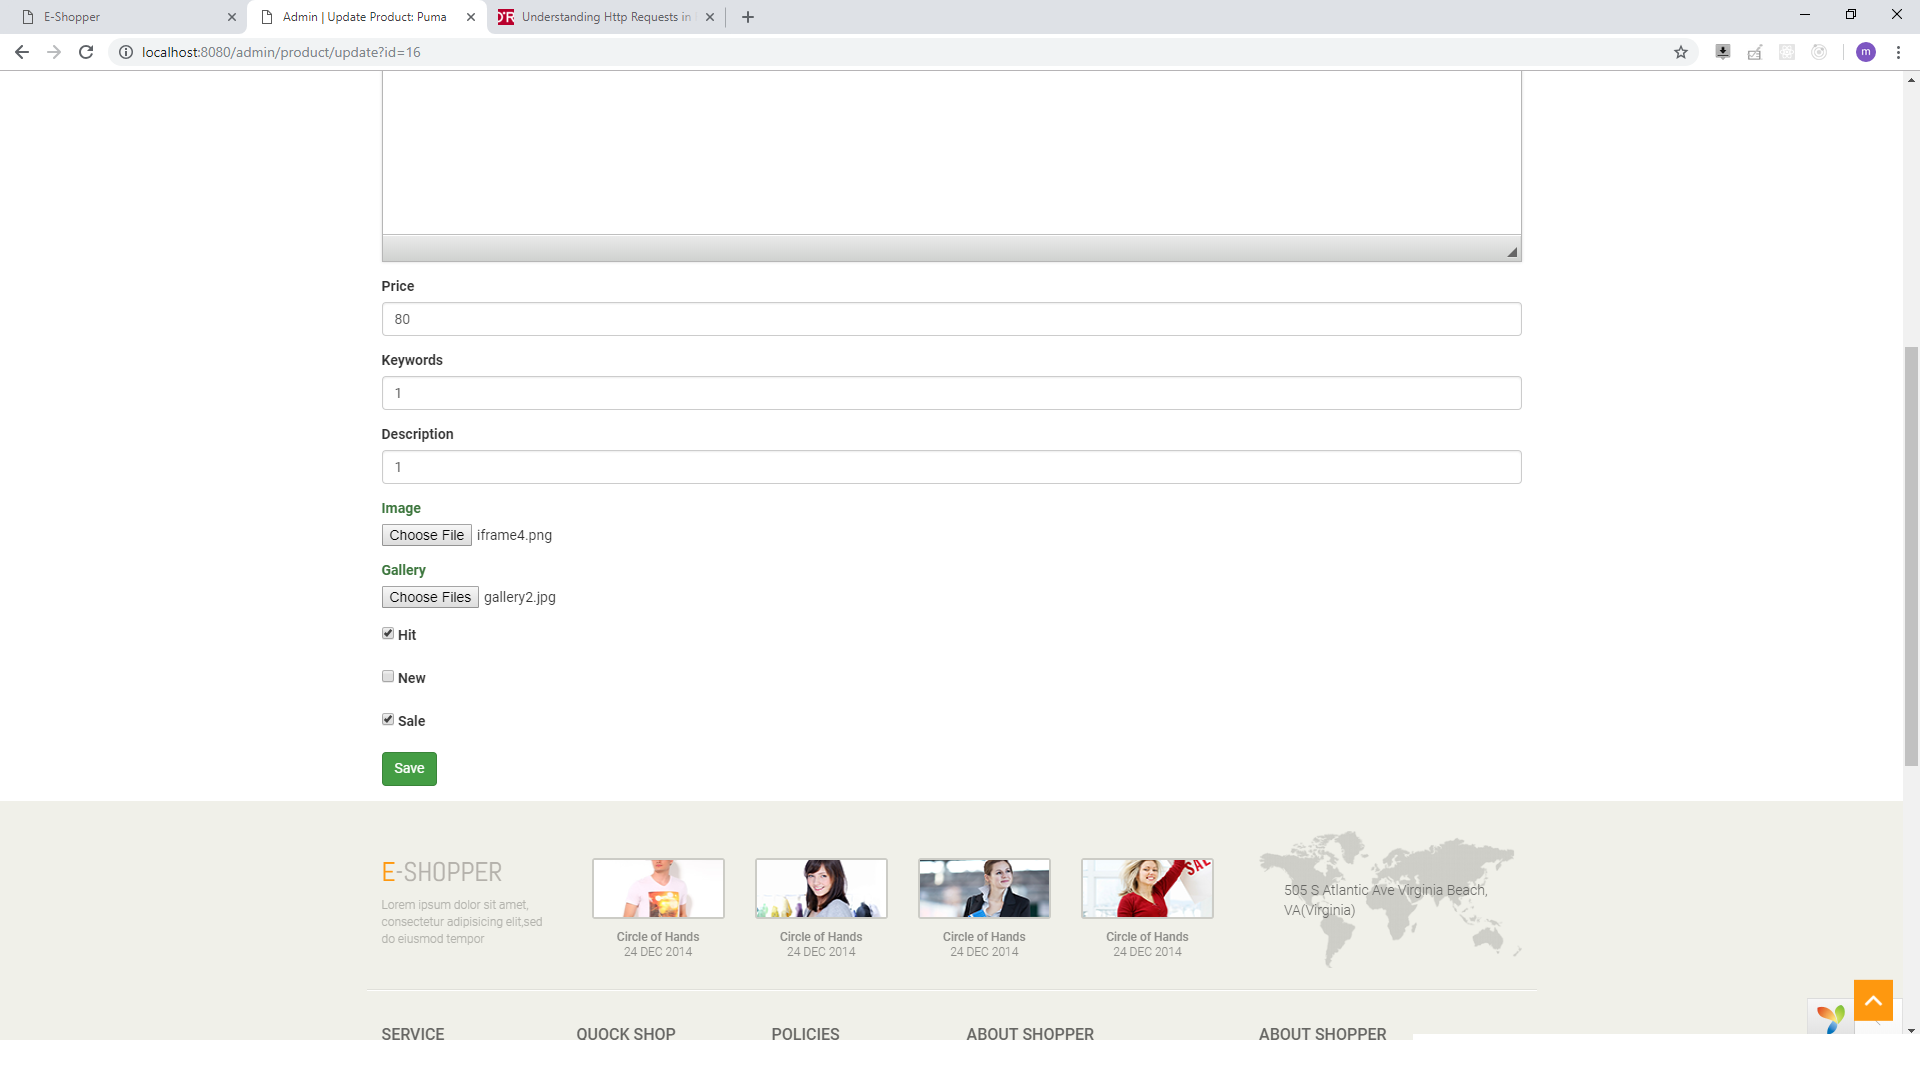 E-Shopper
Admin | Update Product: Puma
Understanding Http Requests in
localhost:8080/admin/product/update?id=16
m
Price
80
Keywords
1
Description
1
Image
Choose File iframe4.png
Gallery
Choose Files gallery2.jpg
Hit
New
Sale
Save
E-SHOPPER
Lorem ipsum dolor sit amet,
consectetur adipisicing elit,sed
do eiusmod tempor
Circle of Hands
24 DEC 2014
Circle of Hands
24 DEC 2014
Circle of Hands
24 DEC 2014
SALE
Circle of Hands
24 DEC 2014
505 S Atlantic Ave Virginia Beach,
VA(Virginia)
SERVICE
QUOCK SHOP
POLICIES
ABOUT SHOPPER
ABOUT SHOPPER